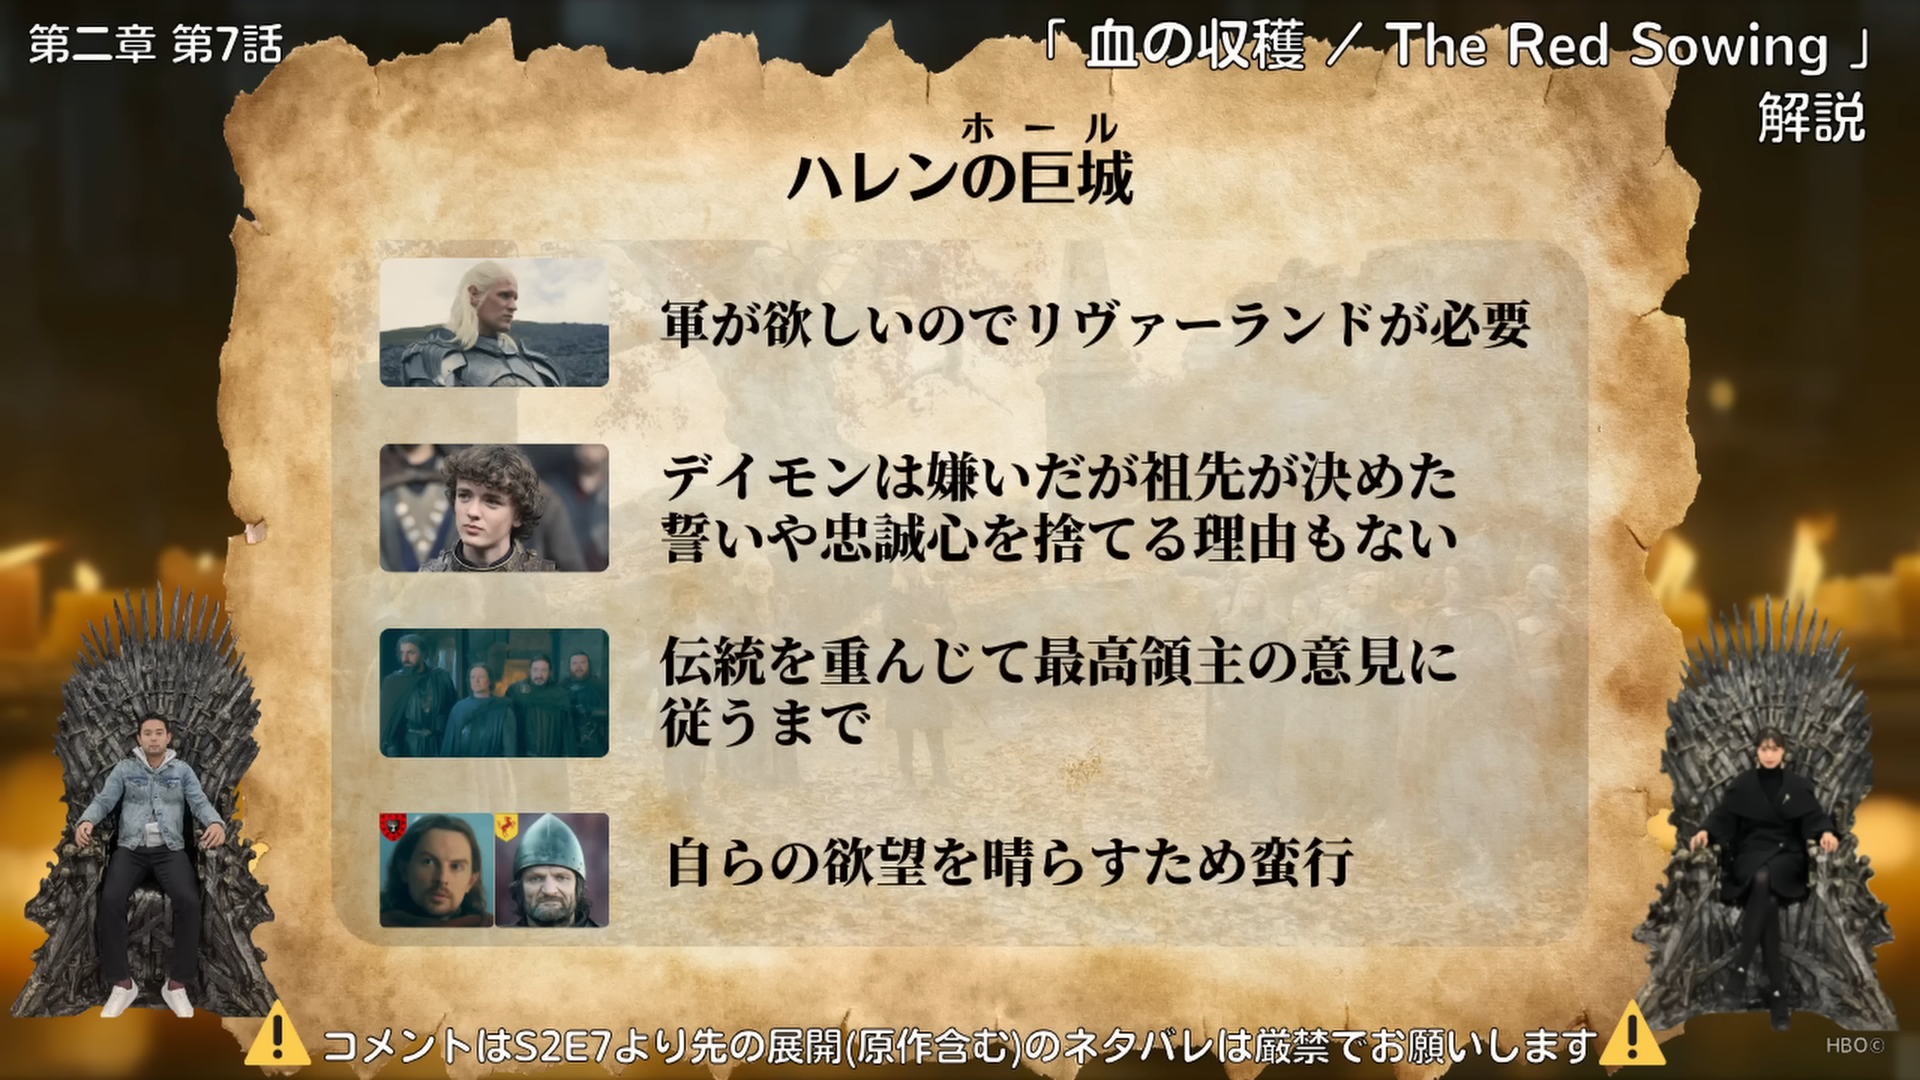 第二章 第7話
「 血の収穫 / The Red Sowing 」
解説
ホール
ハレンの巨城
軍が欲しいのでリヴァーランドが必要
デイモンは嫌いだが祖先が決めた
誓いや忠誠心を捨てる理由もない
伝統を重んじて最高領主の意見に
従うまで
自らの欲望を晴らすため蛮行
コメントはS2E7より先の展開(原作含む)のネタバレは厳禁でお願いします
HBO©